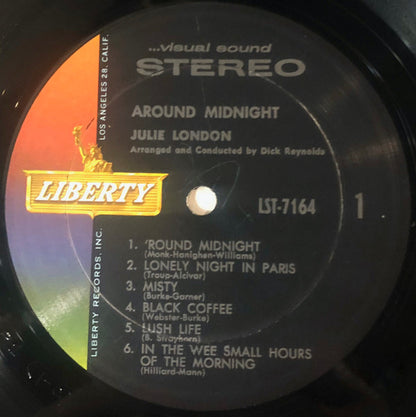 ...visual sound
STEREO
AROUND MIDNIGHT
JULIE LONDON
Arranged and Conducted by Dick Reynolds
LOS ANGELES 28, CALIF.
LIBERTY
LIBERTY RECORDS, INC.
LST-7164
1
1. 'ROUND MIDNIGHT
(Monk-Hanighen-Williams)
2. LONELY NIGHT IN PARIS
(Troup-Alcivar)
3. MISTY
(Burke-Garner)
4. BLACK COFFEE
(Webster-Burke)
5. LUSH LIFE
(B. Strayhorn)
6. IN THE WEE SMALL HOURS
OF THE MORNING
(Hilliard-Mann)